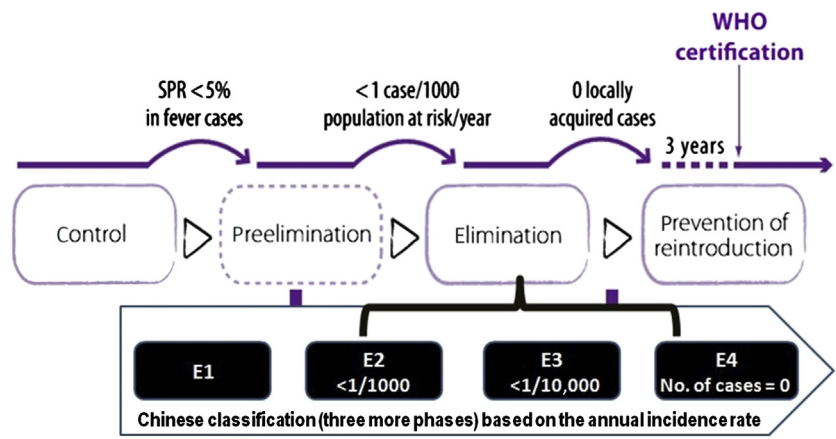 WHO
certification
SPR <5%
in fever cases
<1 case/1000
population at risk/year
0 locally
acquired cases
3 years
Control
Preelimination
Elimination
Prevention of
reintroduction
E1
E2
<1/1000
E3
<1/10,000
E4
No. of cases = 0
Chinese classification (three more phases) based on the annual incidence rate